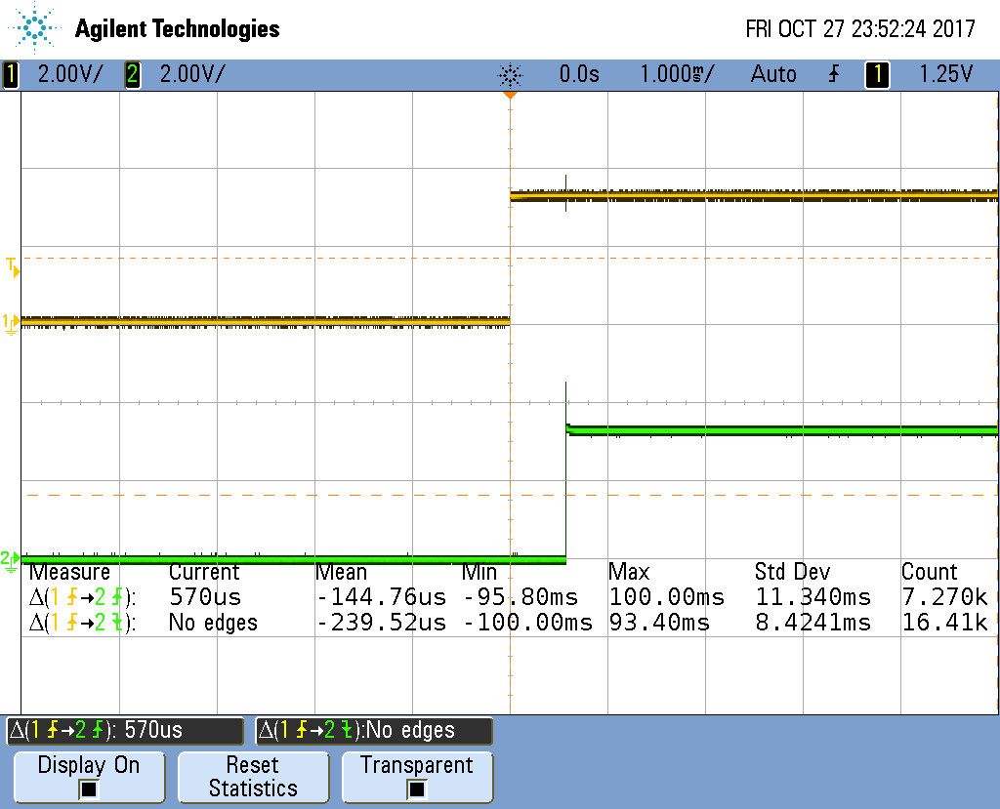 Agilent Technologies FRI OCT 27 23:52:24 2017
1 2.00V/ 2 2.00V/ 0.0s 1.000ms/ Auto 1 1.25V
T
1
2
Measure Current Mean Min Max Std Dev Count
Δ(1→2): 570us -144.76us -95.80ms 100.00ms 11.340ms 7.270k
Δ(1→2): No edges -239.52us -100.00ms 93.40ms 8.4241ms 16.41k
Δ(1→2): 570us Δ(1→2):No edges
Display On Reset Transparent
Statistics